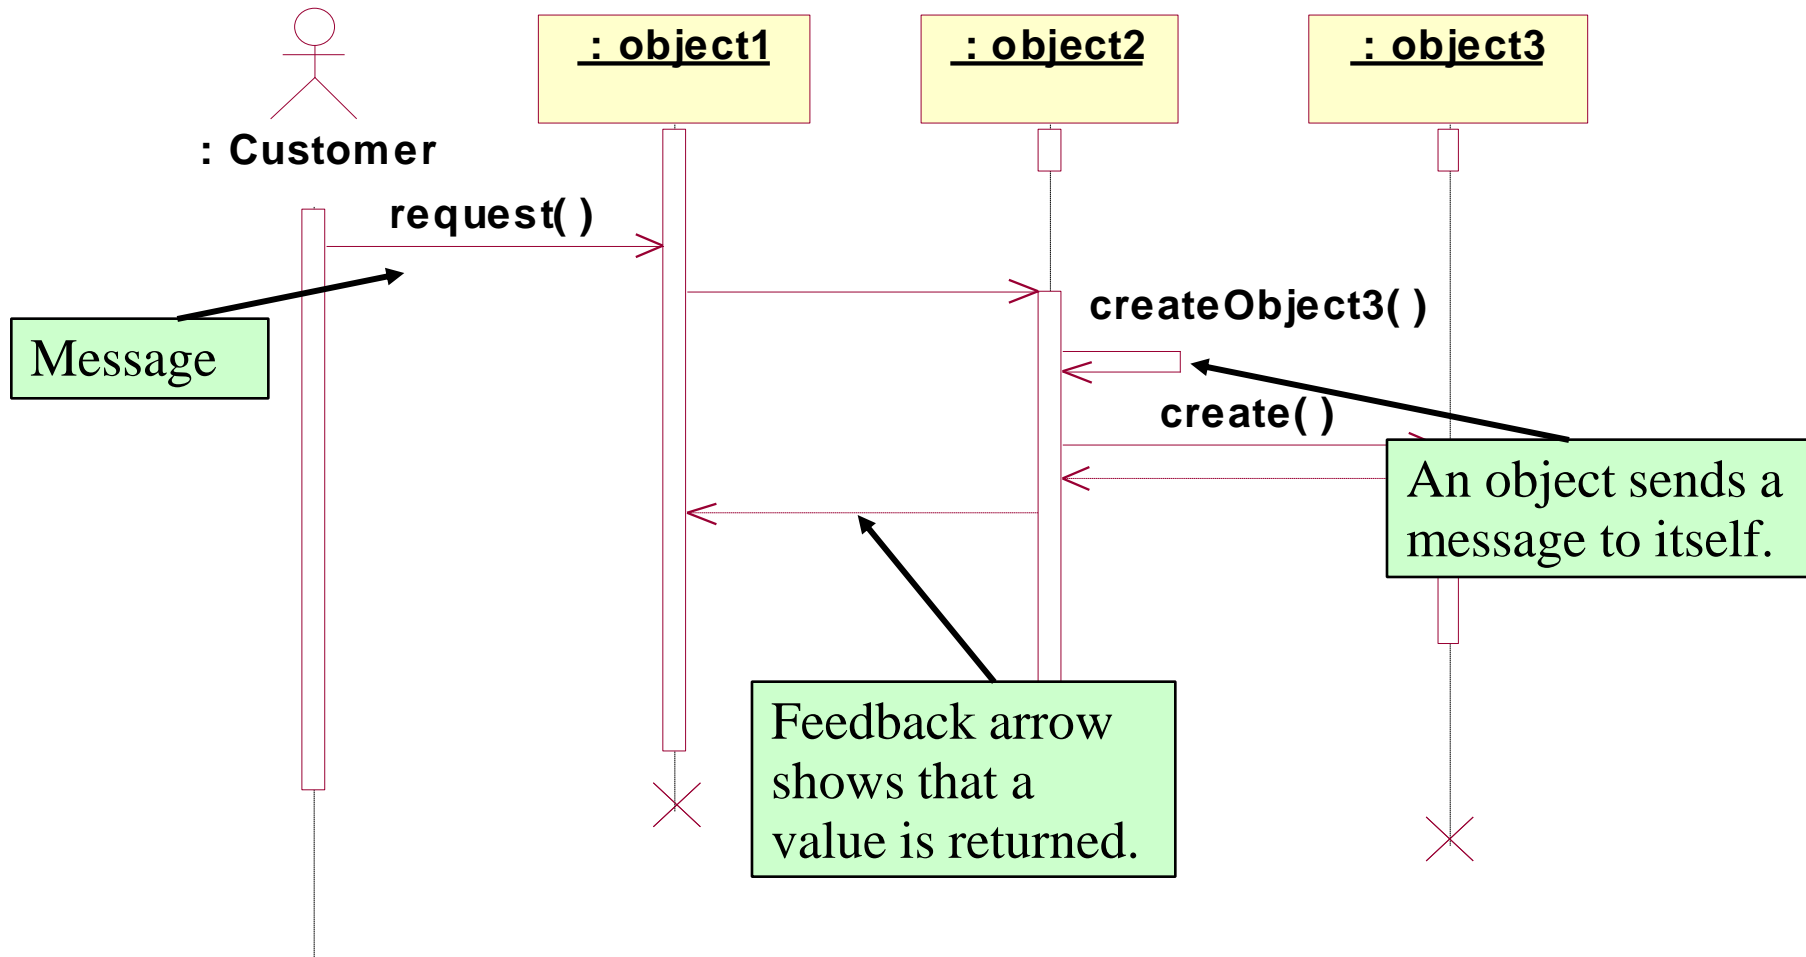 : object1
: object2
: object3
: Customer
request( )
createObject3( )
Message
create( )
An object sends a
message to itself.
Feedback arrow
shows that a
value is returned.